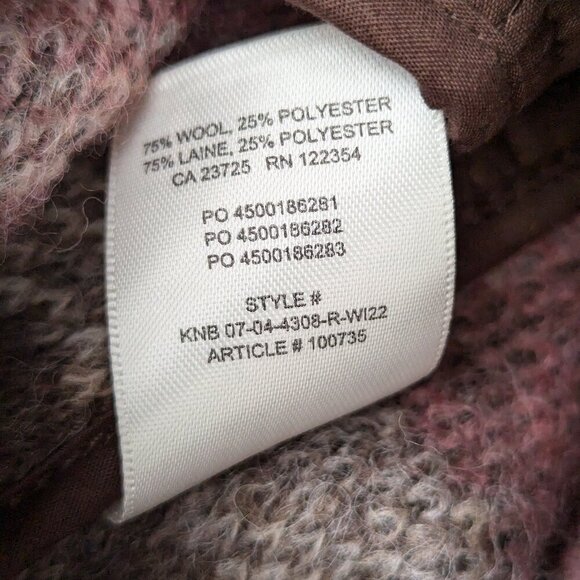 75% WOOL, 25% POLYESTER
75% LAINE, 25% POLYESTER
CA 23725 RN 122354
PO 4500186281
PO 4500186282
PO 4500186283
STYLE #
KNB 07-04-4308-R-WI22
ARTICLE # 100735